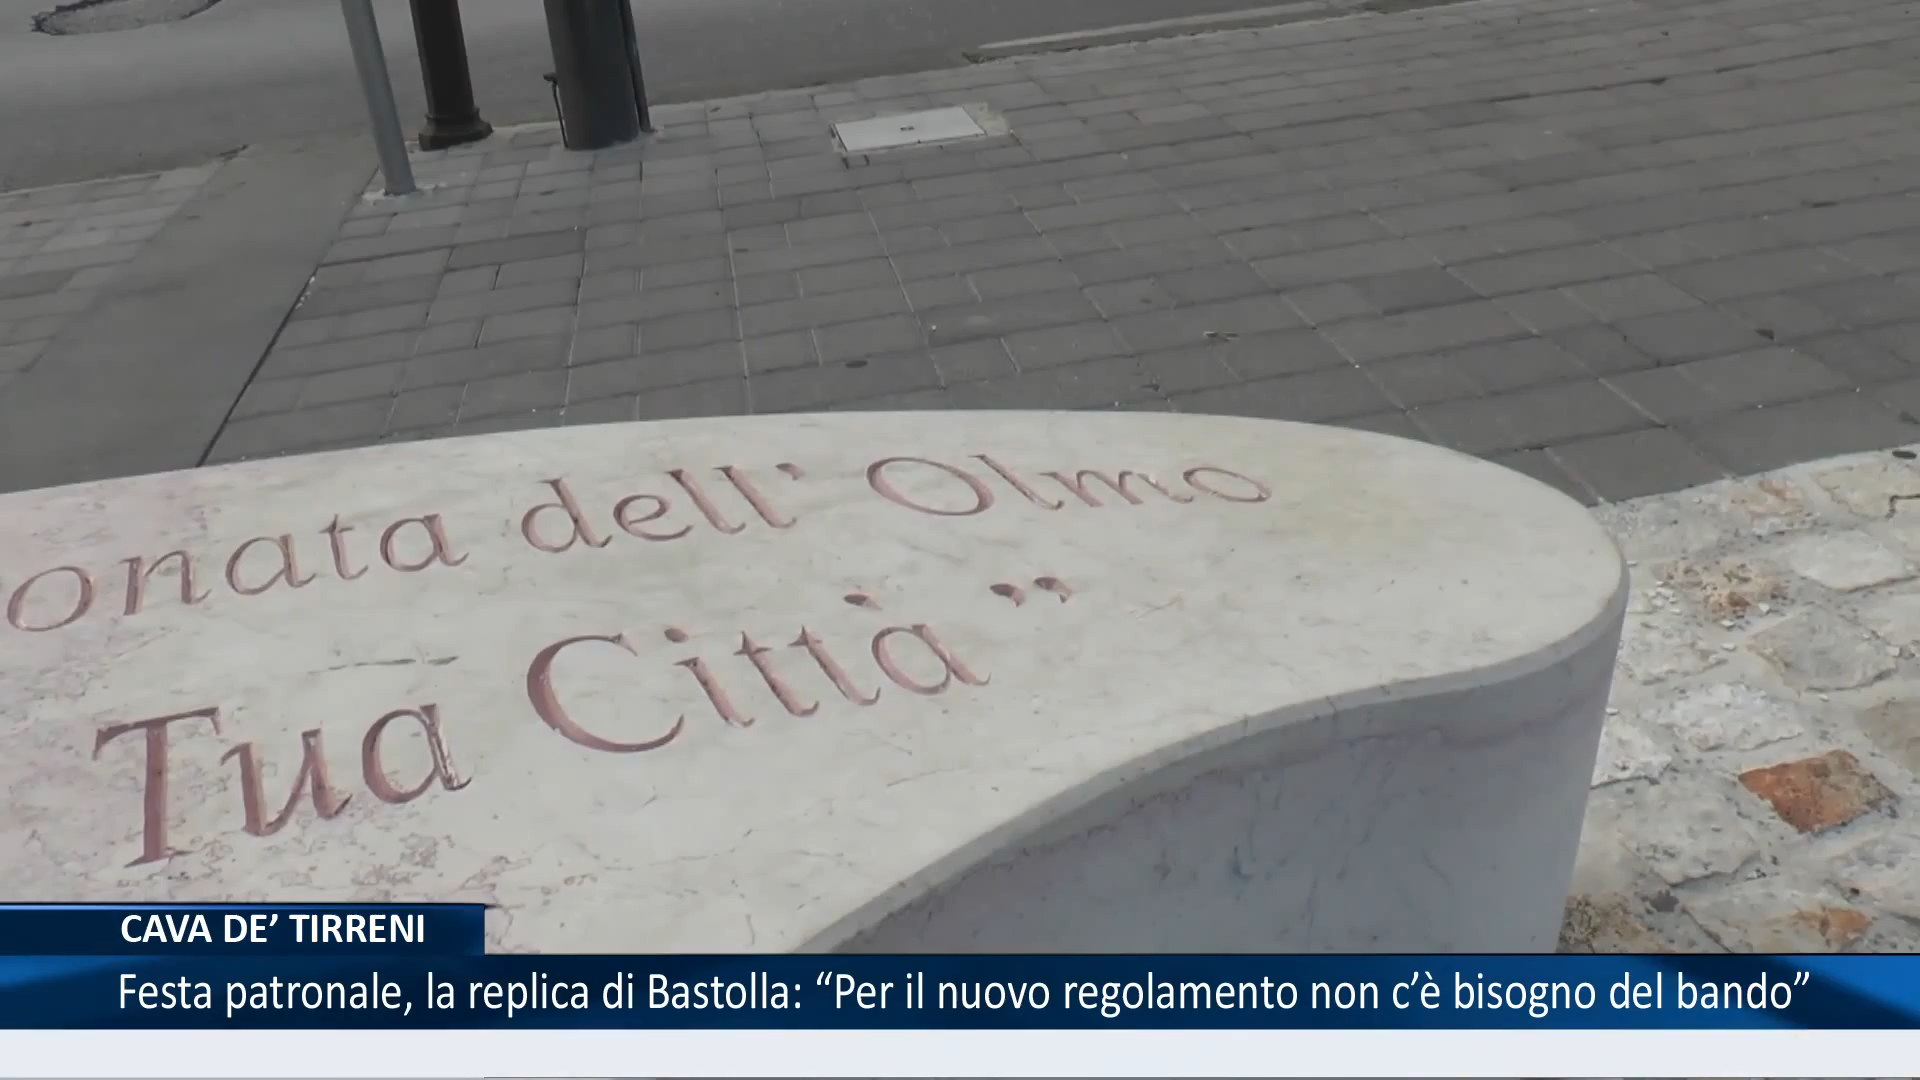 dell' Olmo
Tua Città"
CAVA DE’ TIRRENI
Festa patronale, la replica di Bastolla: “Per il nuovo regolamento non c’è bisogno del bando”